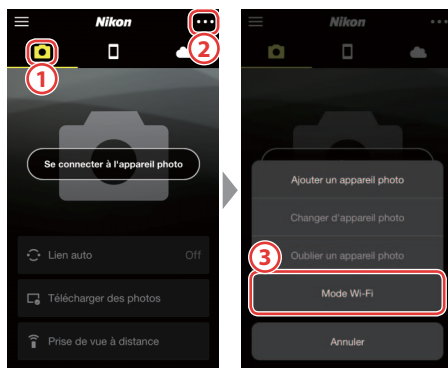 Nikon
1
2
Se connecter à l'appareil photo
Lien auto Off
Télécharger des photos
Prise de vue à distance
Nikon
Ajouter un appareil photo
Changer d'appareil photo
Oublier un appareil photo
3
Mode Wi-Fi
Annuler